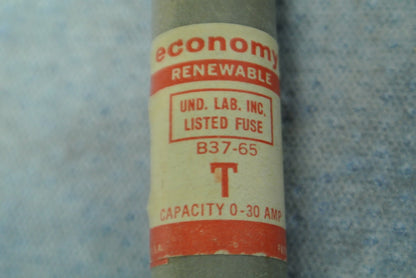 economy
RENEWABLE
UND. LAB. INC.
LISTED FUSE
B37-65
T
CAPACITY 0-30 AMP